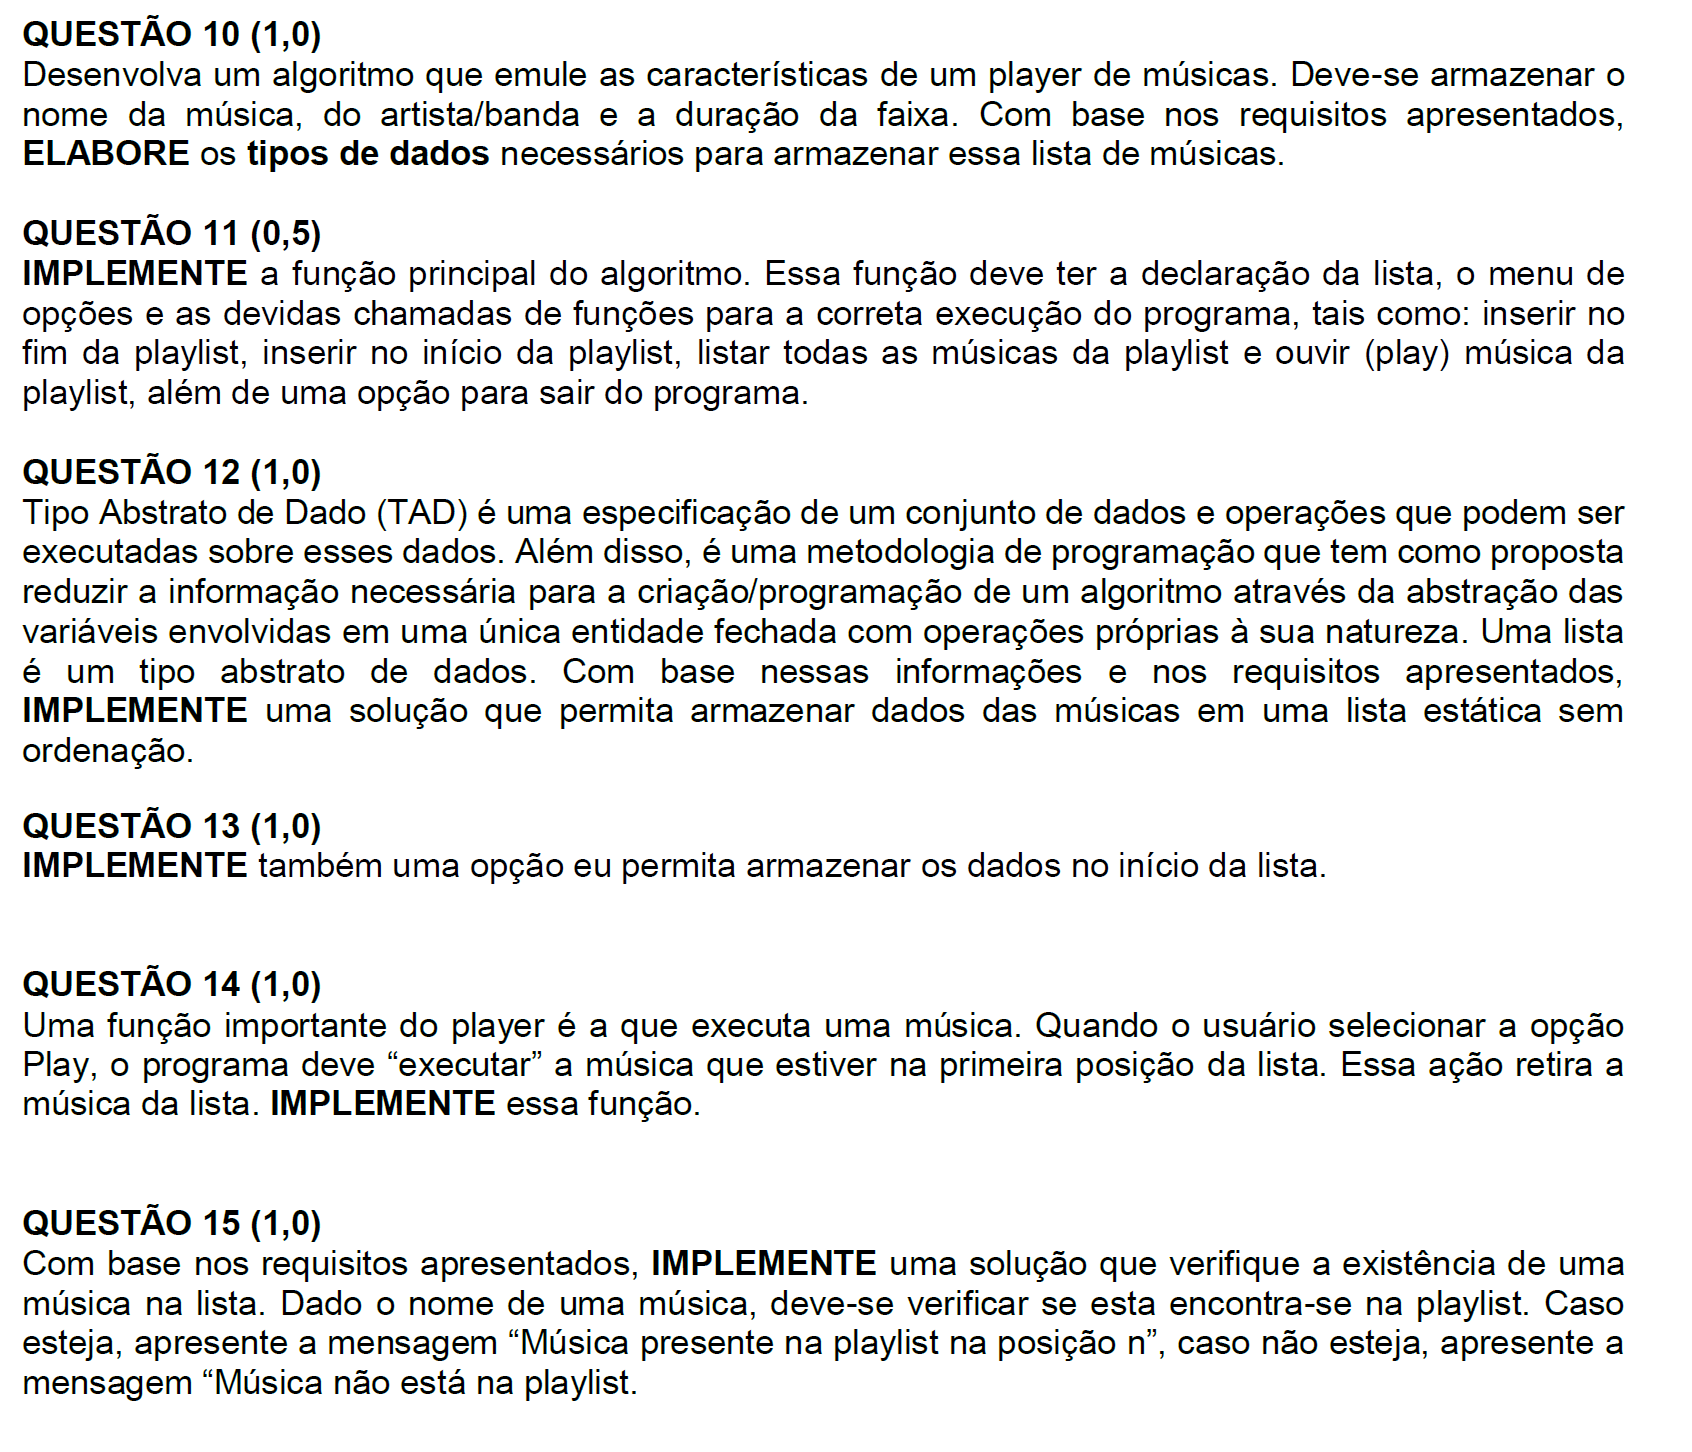 QUESTÃO 10 (1,0)
Desenvolva um algoritmo que emule as características de um player de músicas. Deve-se armazenar o
nome da música, do artista/banda e a duração da faixa. Com base nos requisitos apresentados,
ELABORE os tipos de dados necessários para armazenar essa lista de músicas.
QUESTÃO 11 (0,5)
IMPLEMENTE a função principal do algoritmo. Essa função deve ter a declaração da lista, o menu de
opções e as devidas chamadas de funções para a correta execução do programa, tais como: inserir no
fim da playlist, inserir no início da playlist, listar todas as músicas da playlist e ouvir (play) música da
playlist, além de uma opção para sair do programa.
QUESTÃO 12 (1,0)
Tipo Abstrato de Dado (TAD) é uma especificação de um conjunto de dados e operações que podem ser
executadas sobre esses dados. Além disso, é uma metodologia de programação que tem como proposta
reduzir a informação necessária para a criação/programação de um algoritmo através da abstração das
variáveis envolvidas em uma única entidade fechada com operações próprias à sua natureza. Uma lista
é um tipo abstrato de dados. Com base nessas informações e nos requisitos apresentados,
IMPLEMENTE uma solução que permita armazenar dados das músicas em uma lista estática sem
ordenação.
QUESTÃO 13 (1,0)
IMPLEMENTE também uma opção eu permita armazenar os dados no início da lista.
QUESTÃO 14 (1,0)
Uma função importante do player é a que executa uma música. Quando o usuário selecionar a opção
Play, o programa deve “executar” a música que estiver na primeira posição da lista. Essa ação retira a
música da lista. IMPLEMENTE essa função.
QUESTÃO 15 (1,0)
Com base nos requisitos apresentados, IMPLEMENTE uma solução que verifique a existência de uma
música na lista. Dado o nome de uma música, deve-se verificar se esta encontra-se na playlist. Caso
esteja, apresente a mensagem “Música presente na playlist na posição n”, caso não esteja, apresente a
mensagem “Música não está na playlist.